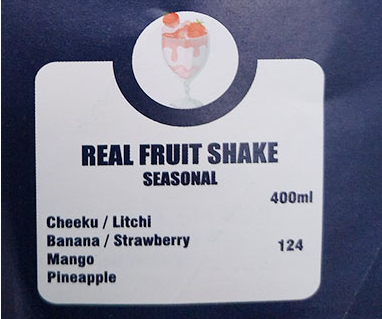 REAL FRUIT SHAKE
SEASONAL
400ml
Cheeku / Litchi
Banana / Strawberry
124
Mango
Pineapple